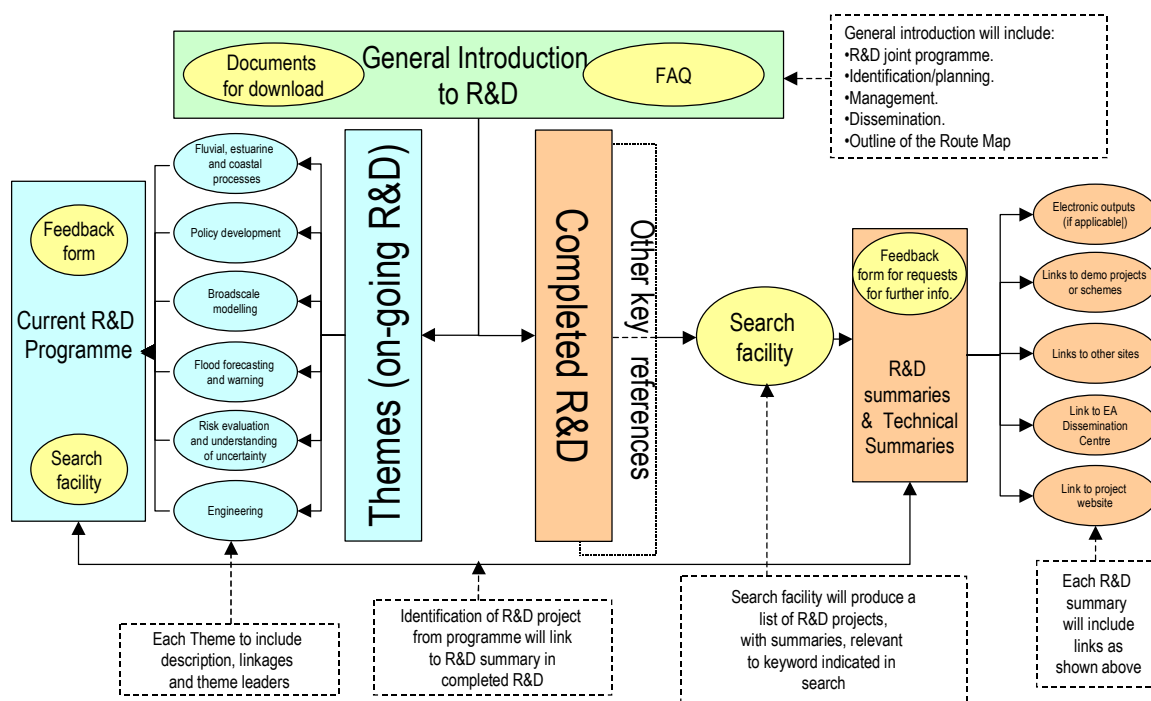 General Introduction
to R&D
Documents
for download
FAQ
General introduction will include:
•R&D joint programme.
•Identification/planning.
•Management.
•Dissemination.
•Outline of the Route Map
Current R&D
Programme
Feedback
form
Search
facility
Fluvial, estuarine
and coastal
processes
Policy development
Broadscale
modelling
Flood forecasting
and warning
Risk evaluation
and understanding
of uncertainty
Engineering
Themes (on-going R&D)
Completed R&D
Other key references
Search
facility
Feedback
form for requests
for further info.
R&D
summaries
& Technical
Summaries
Electronic outputs
(if applicable|)
Links to demo projects
or schemes
Links to other sites
Link to EA
Dissemination
Centre
Link to project
website
Each Theme to include
description, linkages
and theme leaders
Identification of R&D project
from programme will link
to R&D summary in
completed R&D
Search facility will produce a
list of R&D projects,
with summaries, relevant
to keyword indicated in
search
Each R&D
summary
will include
links as
shown above